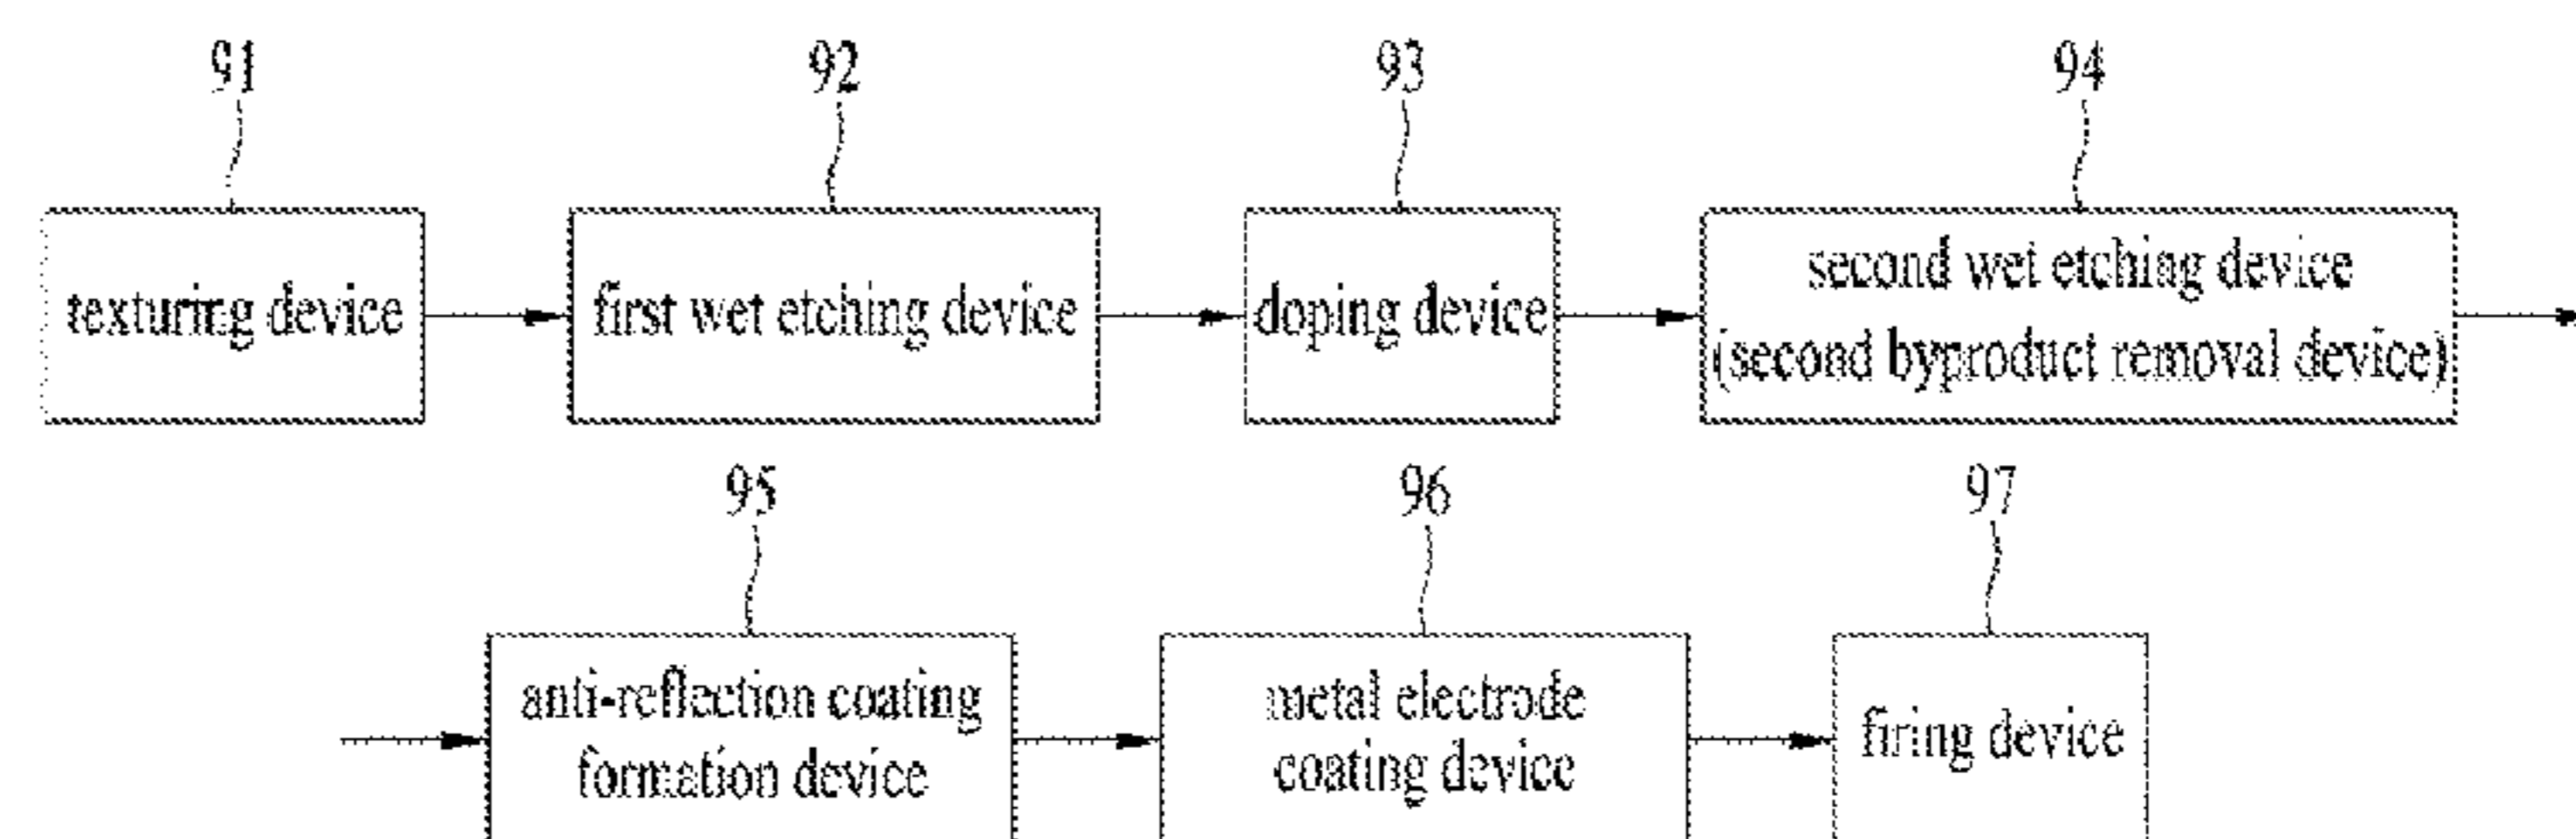 91 92 93 94
texturing device
first wet etching device
doping device
second wet etching device
(second byproduct removal device)
95 96 97
anti-reflection coating
formation device
metal electrode
coating device
firing device